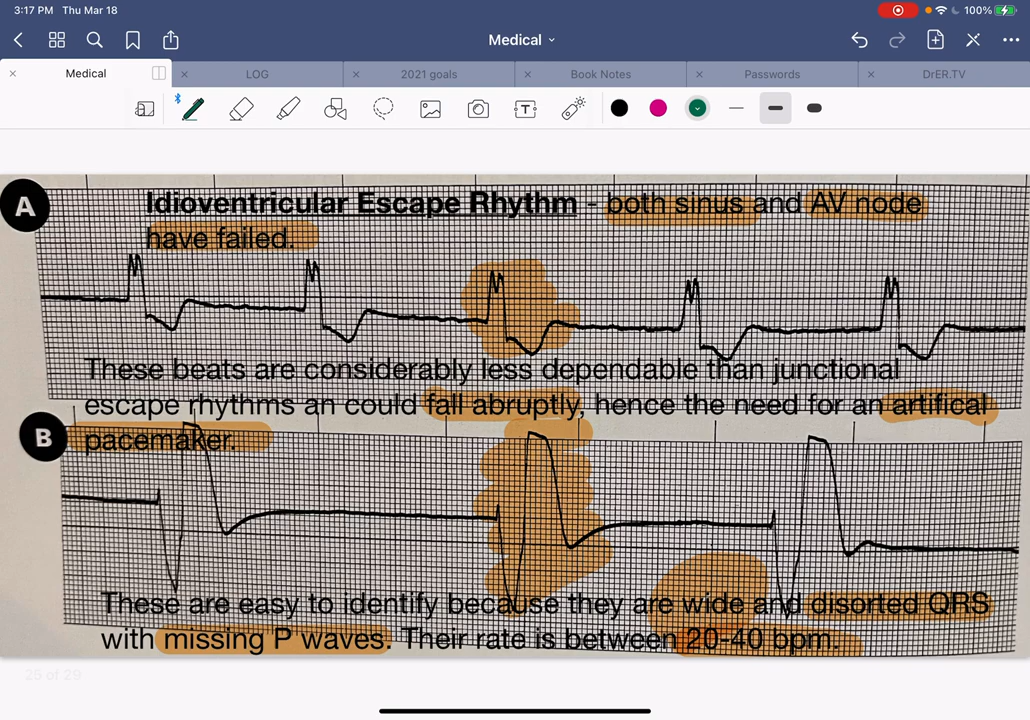 3:17 PM Thu Mar 18
100%
Medical
Medical
LOG
2021 goals
Book Notes
Passwords
DrER.TV
T
A
Idioventricular Escape Rhythm - both sinus and AV node
have failed.
These beats are considerably less dependable than junctional
escape rhythms an could fall abruptly, hence the need for an artifical
B
pacemaker.
These are easy to identify because they are wide and disorted QRS
with missing P waves. Their rate is between 20-40 bpm.
26 of 29